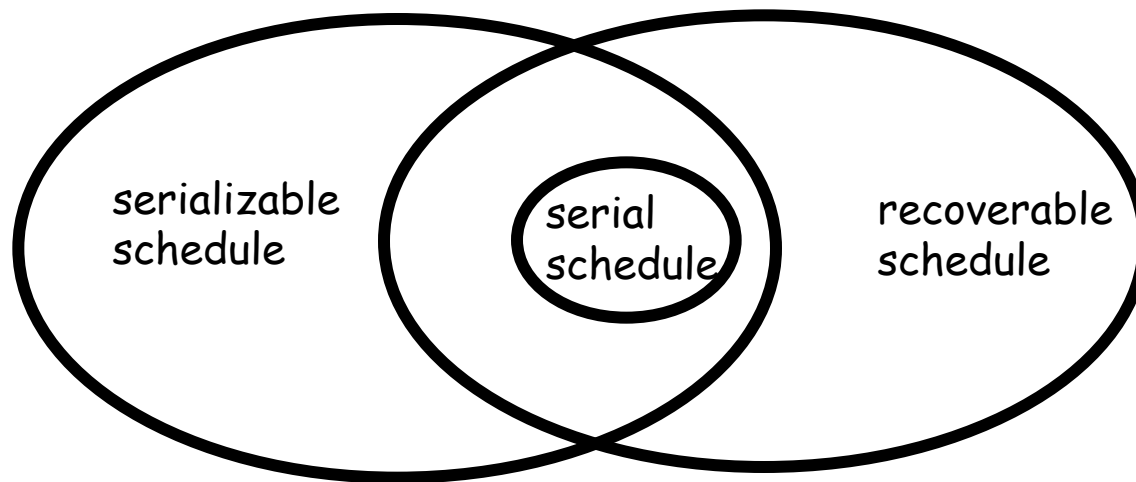 serializable
schedule
serial
schedule
recoverable
schedule